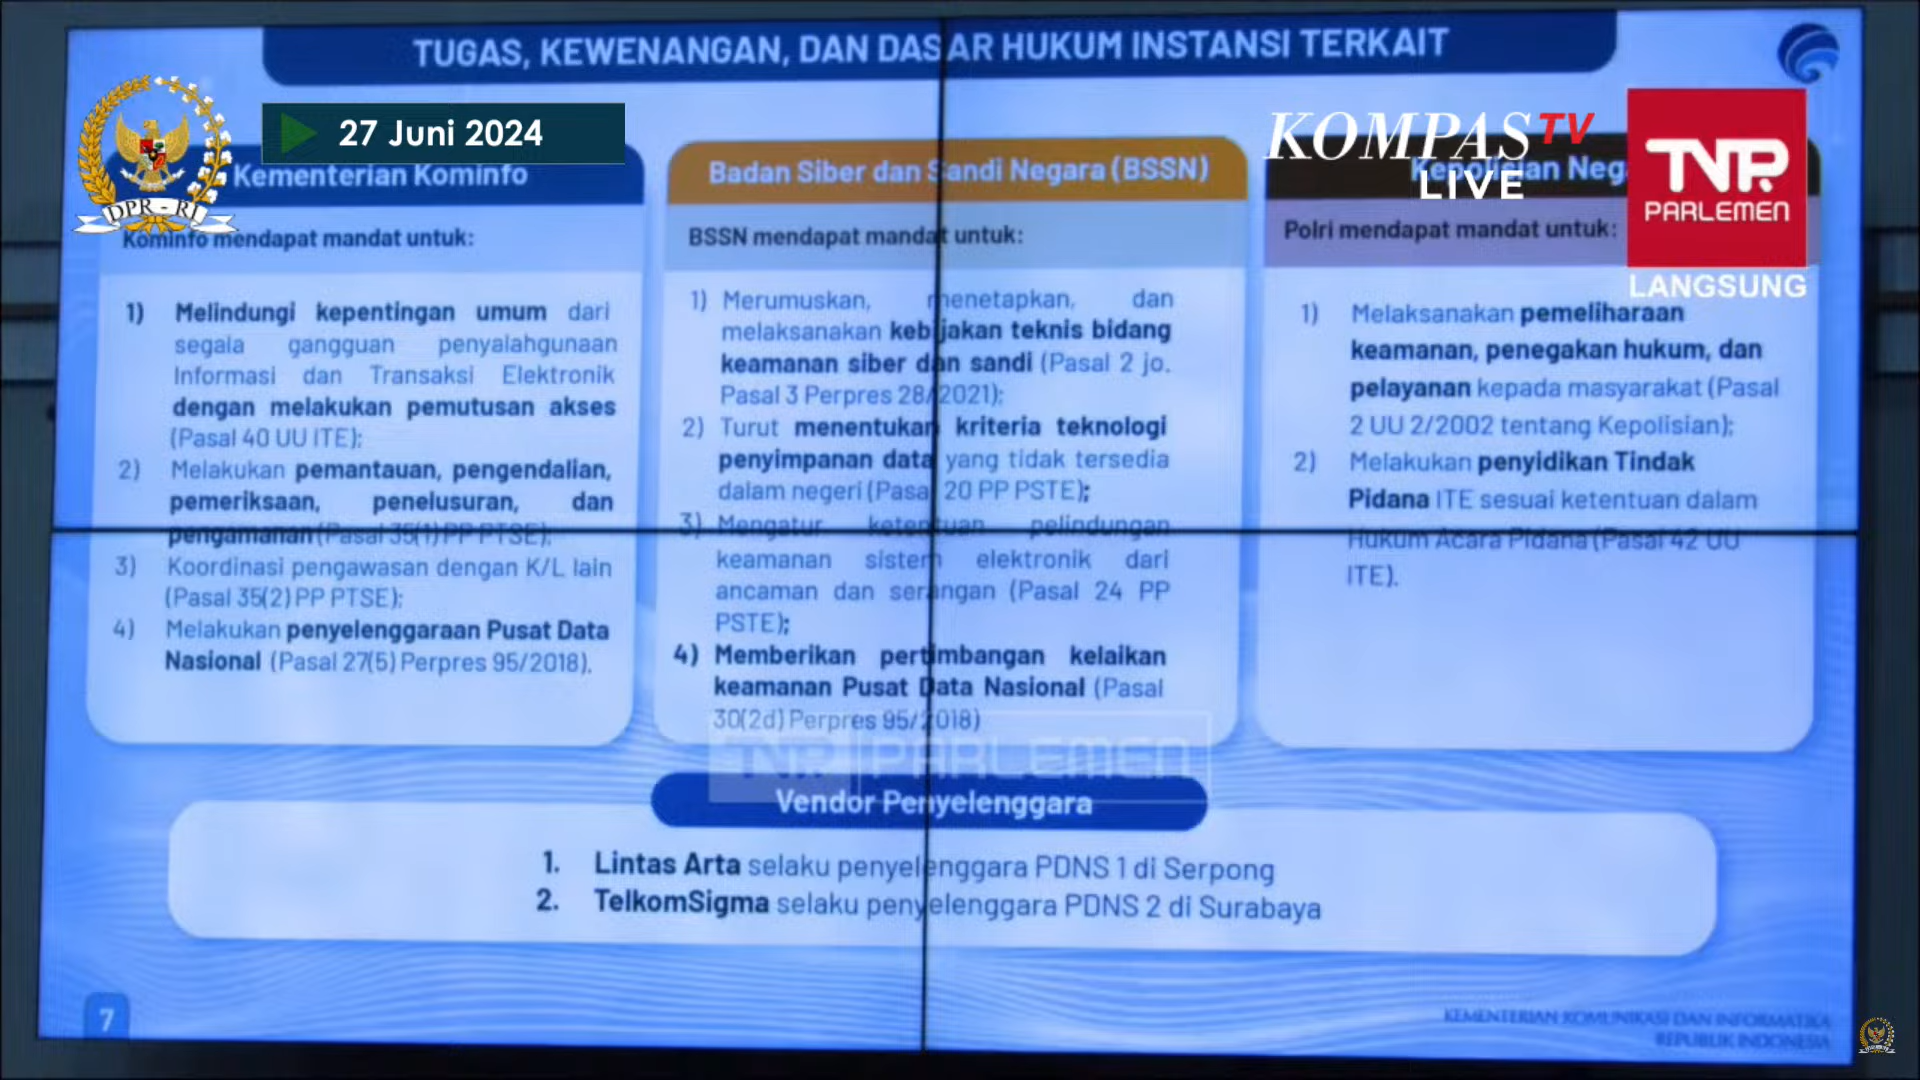 TUGAS, KEWENANGAN, DAN DASAR HUKUM INSTANSI TERKAIT
27 Juni 2024
DPR - RI
KOMPAS TV
LIVE
TVP
PARLEMEN
LANGSUNG
Kementerian Kominfo
Kominfo mendapat mandat untuk:
1) Melindungi kepentingan umum dari
segala gangguan penyalahgunaan
Informasi dan Transaksi Elektronik
dengan melakukan pemutusan akses
(Pasal 40 UU ITE);
2) Melakukan pemantauan, pengendalian,
pemeriksaan, penelusuran, dan
pengamanan (Pasal 35(1) PP PTSE);
3) Koordinasi pengawasan dengan K/L lain
(Pasal 35(2) PP PTSE);
4) Melakukan penyelenggaraan Pusat Data
Nasional (Pasal 27(5) Perpres 95/2018).
Badan Siber dan Sandi Negara (BSSN)
BSSN mendapat mandat untuk:
1) Merumuskan, menetapkan, dan
melaksanakan kebijakan teknis bidang
keamanan siber dan sandi (Pasal 2 jo.
Pasal 3 Perpres 28/2021);
2) Turut menentukan kriteria teknologi
penyimpanan data yang tidak tersedia
dalam negeri (Pasal 20 PP PSTE);
3) Mengatur ketentuan pelindungan
keamanan sistem elektronik dari
ancaman dan serangan (Pasal 24 PP
PSTE);
4) Memberikan pertimbangan kelaikan
keamanan Pusat Data Nasional (Pasal
30(2d) Perpres 95/2018)
Kepolisian Neg
Polri mendapat mandat untuk:
1) Melaksanakan pemeliharaan
keamanan, penegakan hukum, dan
pelayanan kepada masyarakat (Pasal
2 UU 2/2002 tentang Kepolisian);
2) Melakukan penyidikan Tindak
Pidana ITE sesuai ketentuan dalam
Hukum Acara Pidana (Pasal 42 UU
ITE).
TVP PARLEMEN
Vendor Penyelenggara
1. Lintas Arta selaku penyelenggara PDNS 1 di Serpong
2. TelkomSigma selaku penyelenggara PDNS 2 di Surabaya
7
KEMENTERIAN KOMUNIKASI DAN INFORMATIKA
REPUBLIK INDONESIA